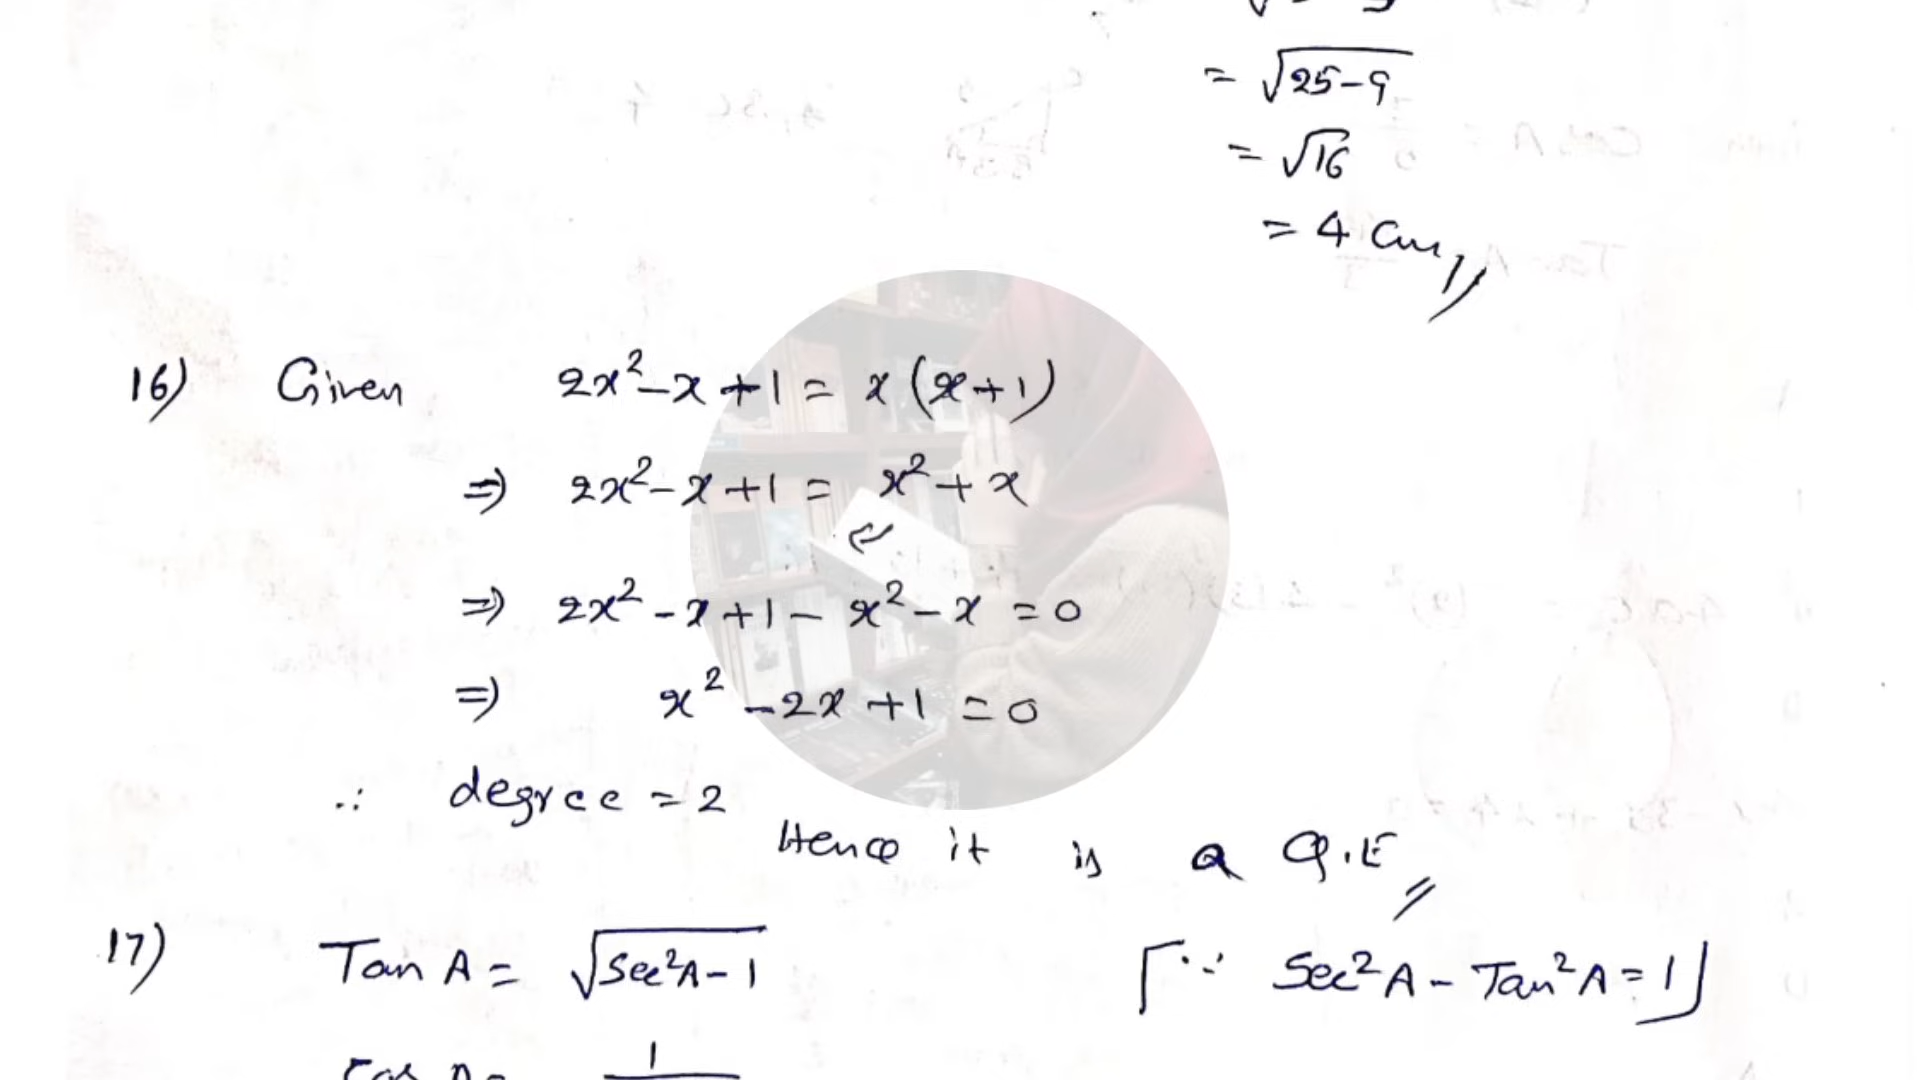 = √25-9
= √16
= 4 cm
16) Given 2x²-x+1 = x(x+1)
⇒ 2x²-x+1 = x²+x
⇒ 2x²-x+1-x²-x = 0
⇒ x²-2x+1 = 0
∴ degree = 2
Hence it is a Q.E
17) Tan A = √Sec²A-1 [∵ Sec²A - Tan²A = 1]